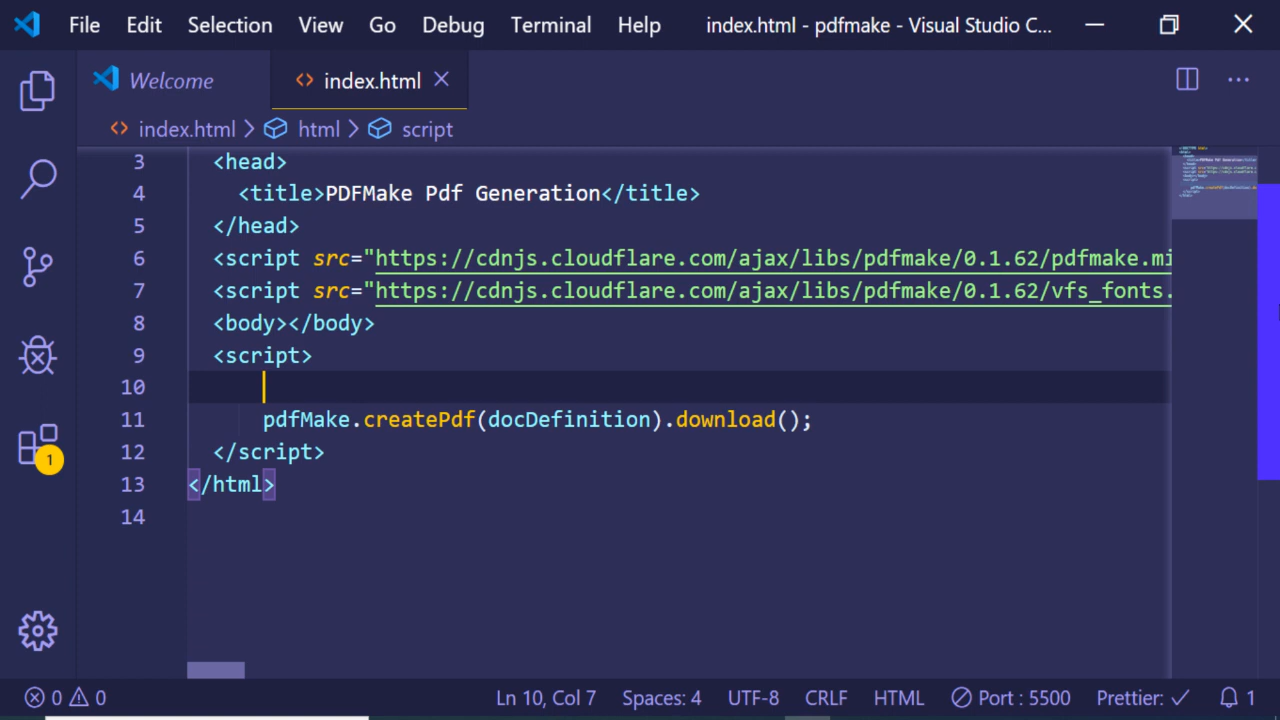 File Edit Selection View Go Debug Terminal Help index.html - pdfmake - Visual Studio C...
Welcome index.html
index.html html script
3 <head>
4 <title>PDFMake Pdf Generation</title>
5 </head>
6 <script src="https://cdnjs.cloudflare.com/ajax/libs/pdfmake/0.1.62/pdfmake.mi
7 <script src="https://cdnjs.cloudflare.com/ajax/libs/pdfmake/0.1.62/vfs_fonts.
8 <body></body>
9 <script>
10
11 pdfMake.createPdf(docDefinition).download();
12 </script>
13 </html>
14
1
0 0 Ln 10, Col 7 Spaces: 4 UTF-8 CRLF HTML Port : 5500 Prettier: ✓ 1